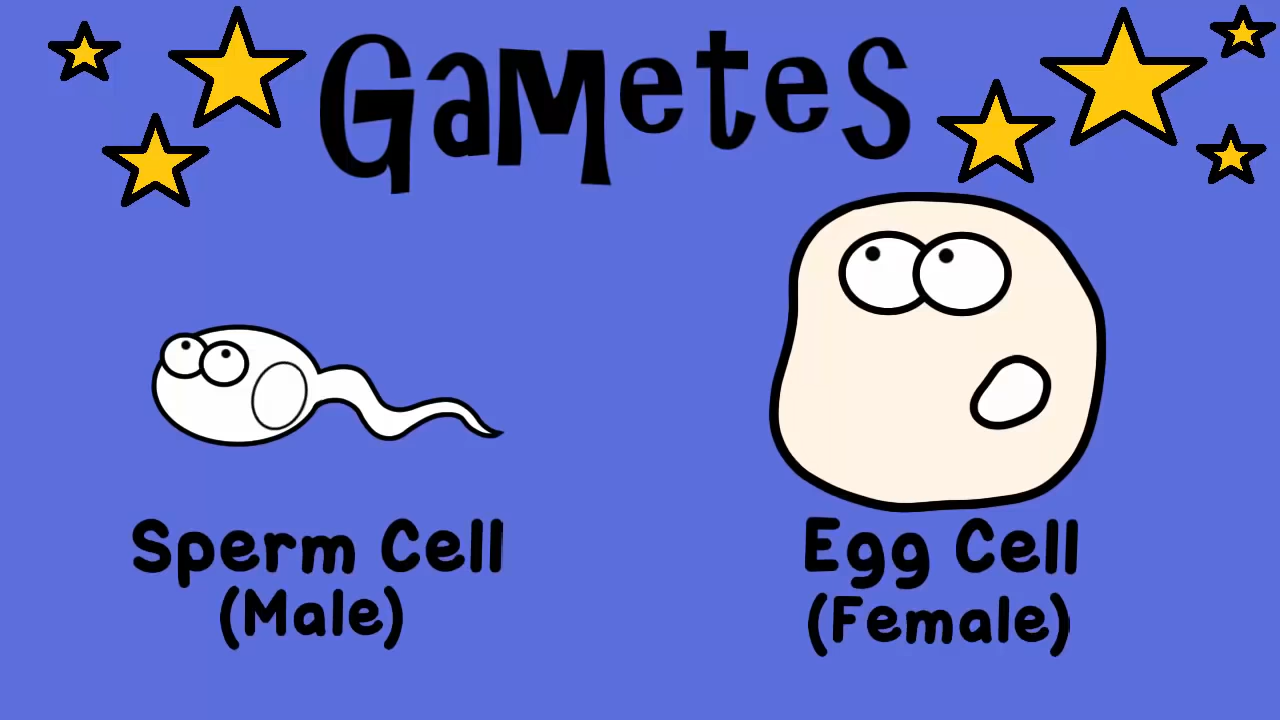 Gametes
Sperm Cell
(Male)
Egg Cell
(Female)